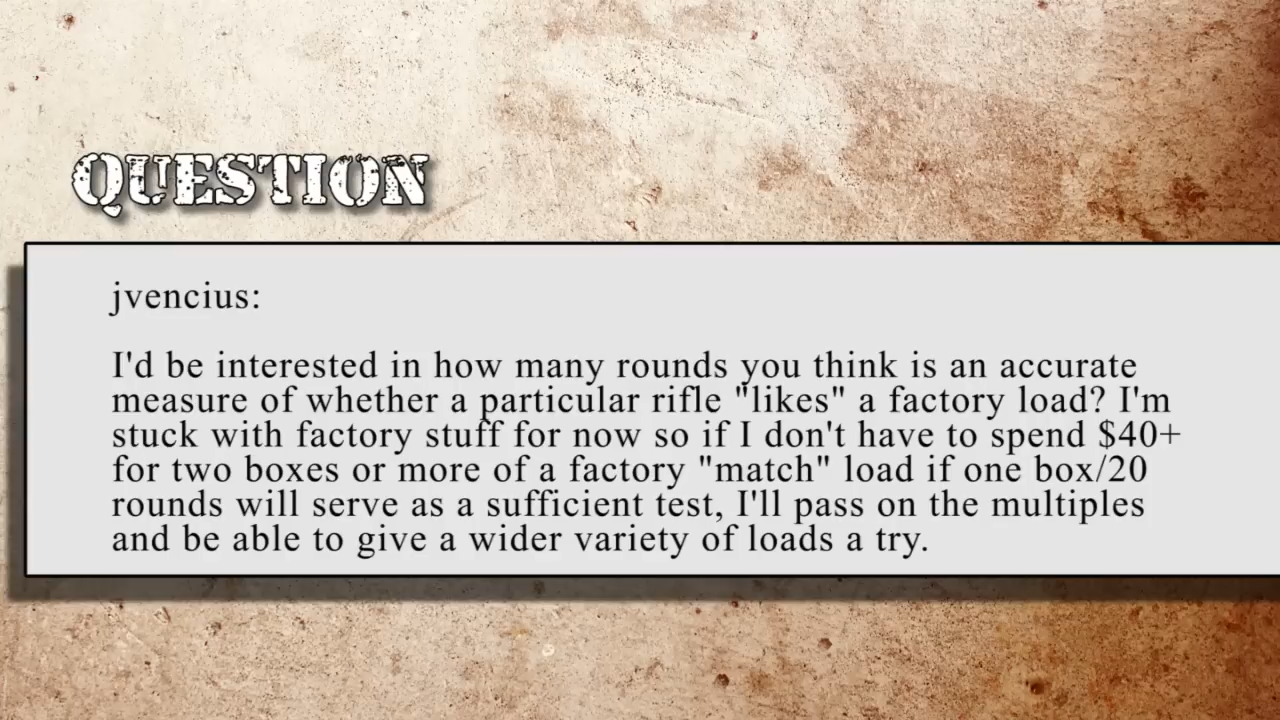 QUESTION
jvencius:
I'd be interested in how many rounds you think is an accurate
measure of whether a particular rifle "likes" a factory load? I'm
stuck with factory stuff for now so if I don't have to spend $40+
for two boxes or more of a factory "match" load if one box/20
rounds will serve as a sufficient test, I'll pass on the multiples
and be able to give a wider variety of loads a try.